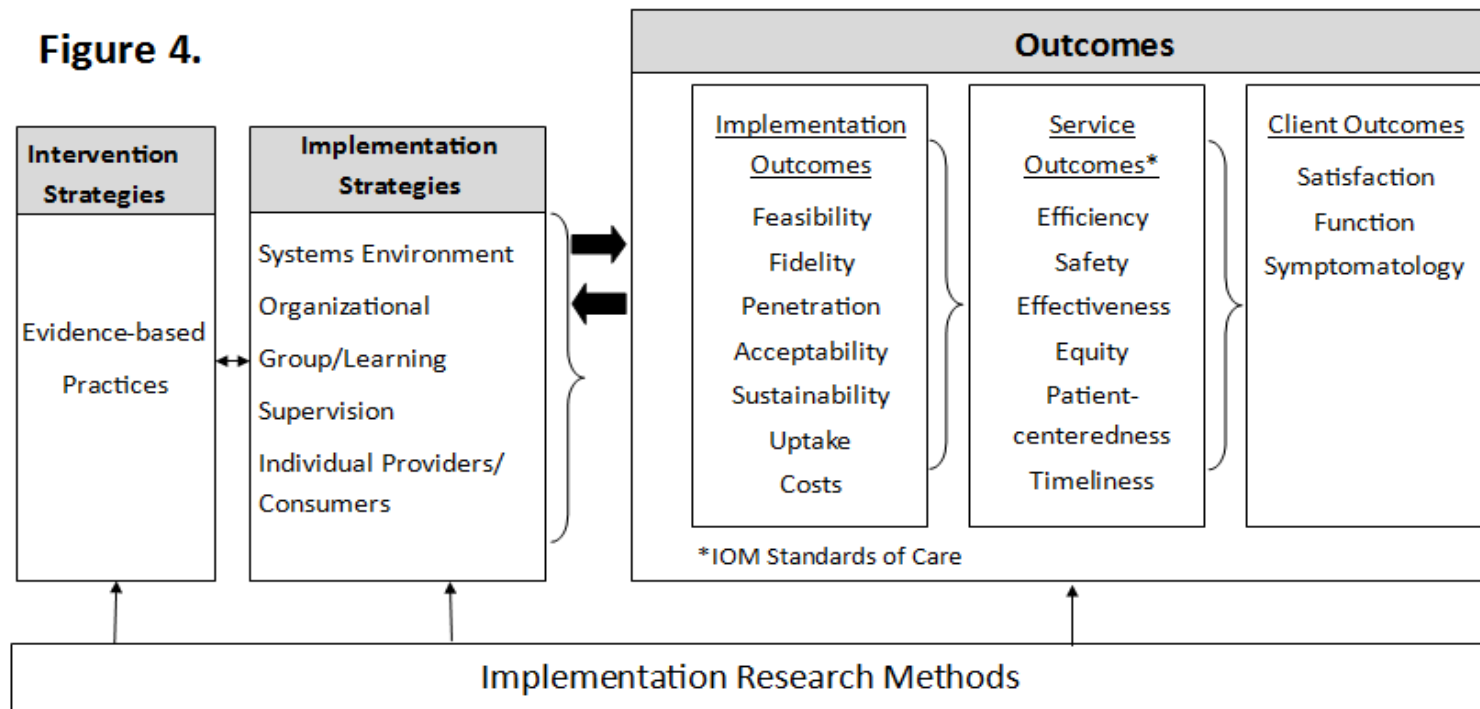 Figure 4.
Intervention
Strategies
Evidence-based
Practices
Implementation
Strategies
Systems Environment
Organizational
Group/Learning
Supervision
Individual Providers/
Consumers
Outcomes
Implementation
Outcomes
Feasibility
Fidelity
Penetration
Acceptability
Sustainability
Uptake
Costs
Service
Outcomes*
Efficiency
Safety
Effectiveness
Equity
Patient-
centeredness
Timeliness
Client Outcomes
Satisfaction
Function
Symptomatology
*IOM Standards of Care
Implementation Research Methods